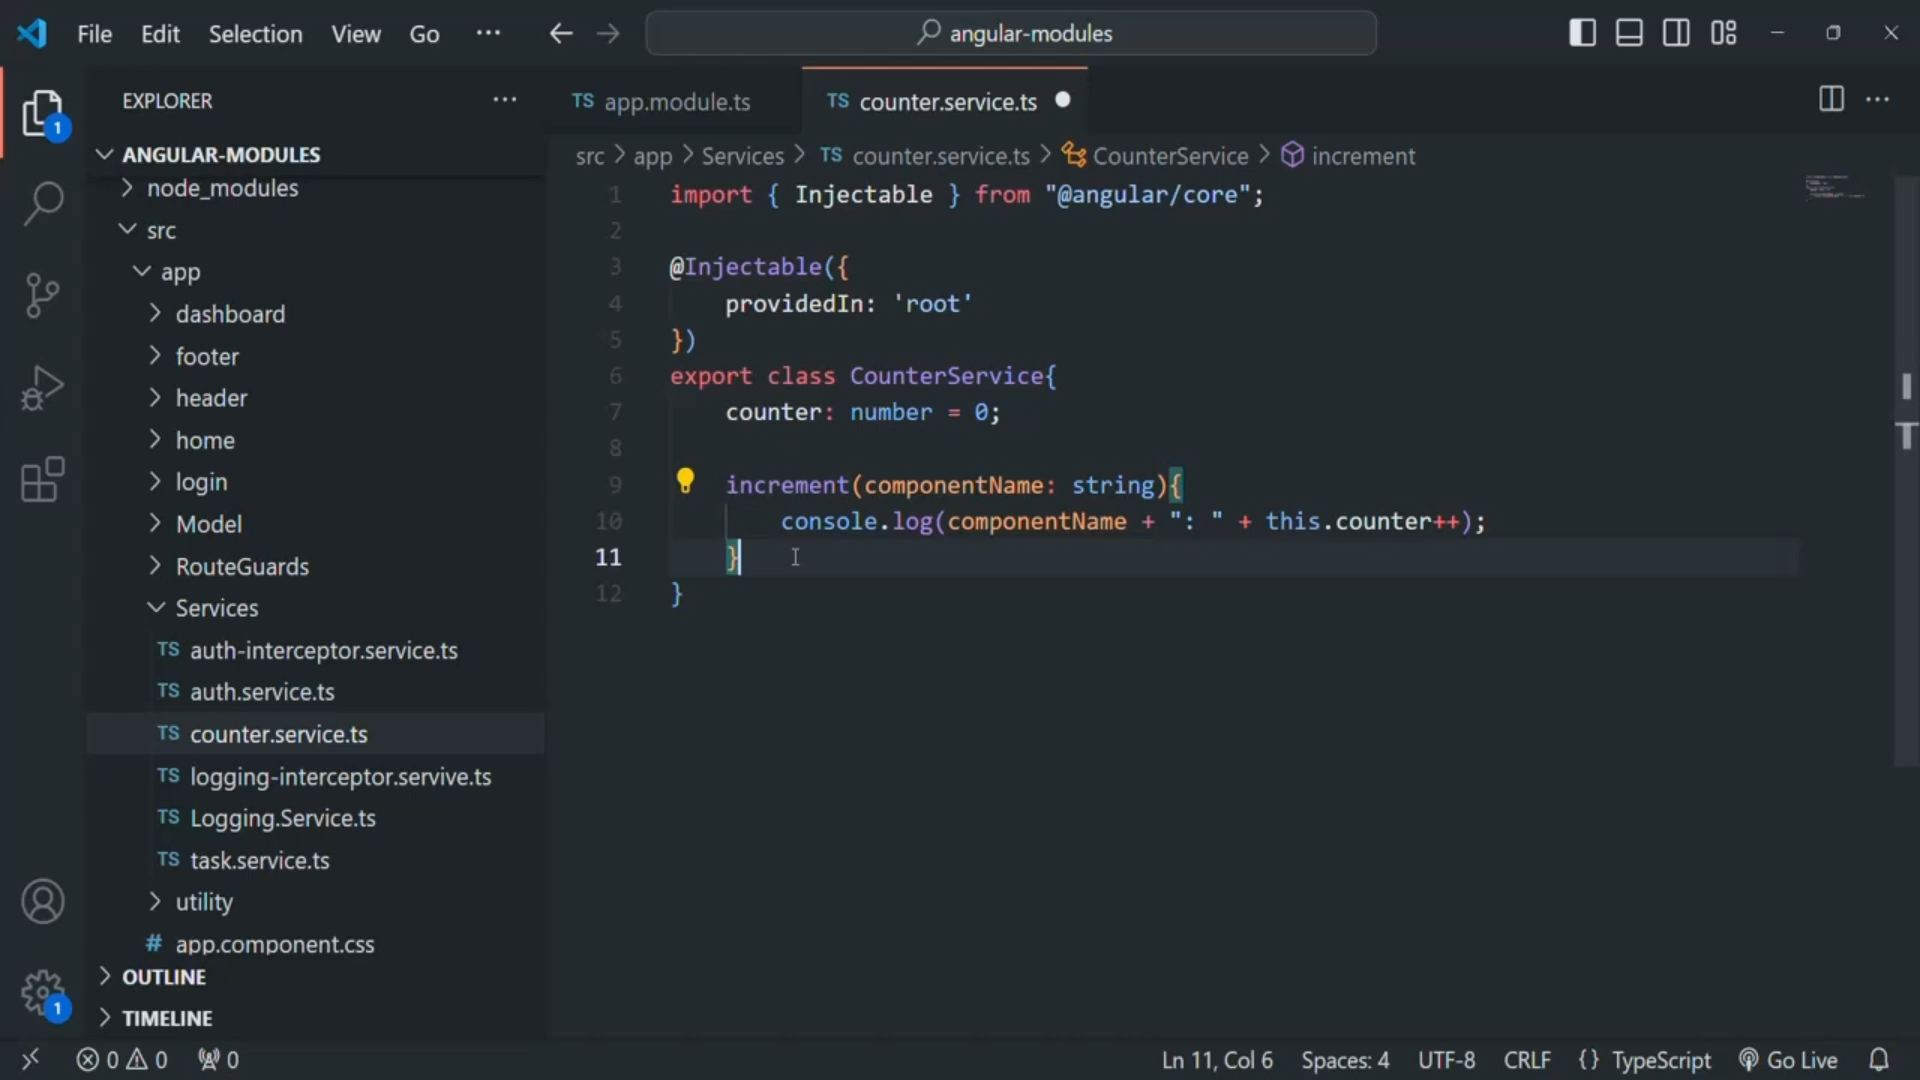 File Edit Selection View Go ··· angular-modules
EXPLORER ···
ANGULAR-MODULES
node_modules
src
app
dashboard
footer
header
home
login
Model
RouteGuards
Services
TS auth-interceptor.service.ts
TS auth.service.ts
TS counter.service.ts
TS logging-interceptor.servive.ts
TS Logging.Service.ts
TS task.service.ts
utility
# app.component.css
OUTLINE
TIMELINE
1
1
TS app.module.ts TS counter.service.ts ···
src > app > Services > TS counter.service.ts > CounterService > increment
1 import { Injectable } from "@angular/core";
2
3 @Injectable({
4 providedIn: 'root'
5 })
6 export class CounterService{
7 counter: number = 0;
8
9 increment(componentName: string){
10 console.log(componentName + ": " + this.counter++);
11 }
12 }
0 0 0 Ln 11, Col 6 Spaces: 4 UTF-8 CRLF {} TypeScript Go Live